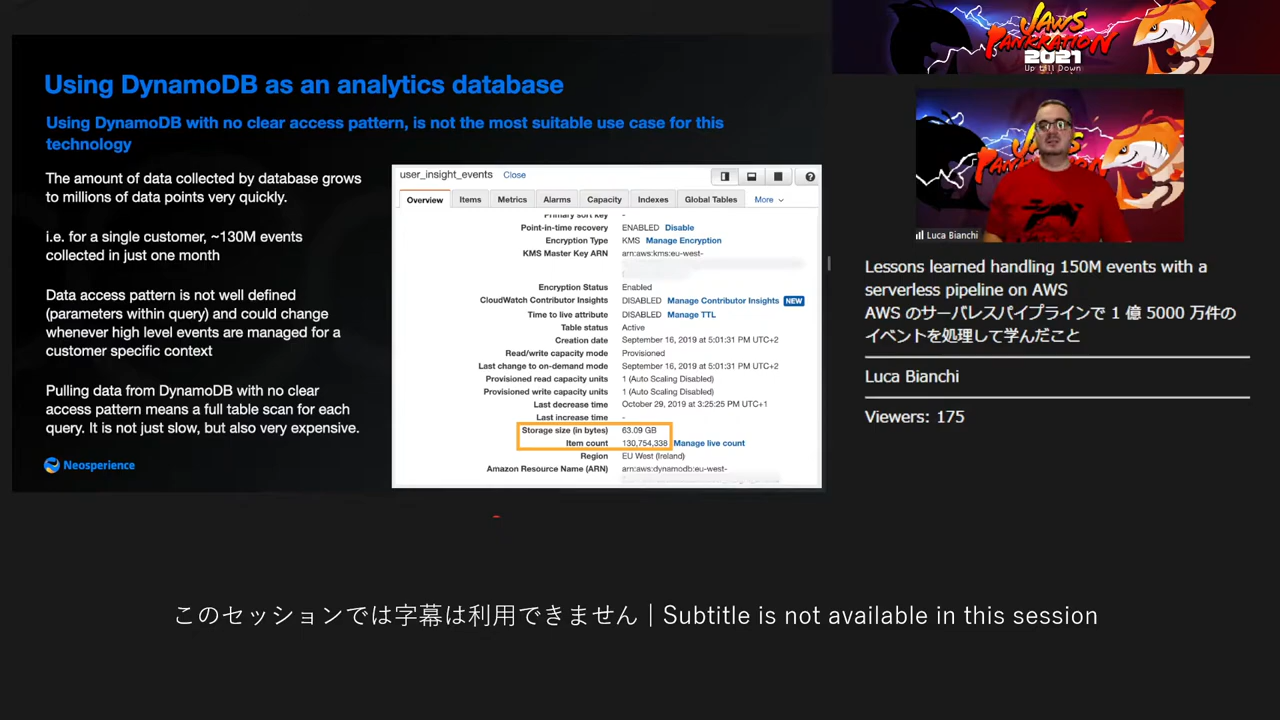 Using DynamoDB as an analytics database
Using DynamoDB with no clear access pattern, is not the most suitable use case for this
technology
The amount of data collected by database grows
to millions of data points very quickly.
i.e. for a single customer, ~130M events
collected in just one month
Data access pattern is not well defined
(parameters within query) and could change
whenever high level events are managed for a
customer specific context
Pulling data from DynamoDB with no clear
access pattern means a full table scan for each
query. It is not just slow, but also very expensive.
Neosperience
user_insight_events Close
Overview Items Metrics Alarms Capacity Indexes Global Tables More
Primary sort key -
Point-in-time recovery ENABLED Disable
Encryption Type KMS Manage Encryption
KMS Master Key ARN arn:aws:kms:eu-west-
Encryption Status Enabled
CloudWatch Contributor Insights DISABLED Manage Contributor Insights NEW
Time to live attribute DISABLED Manage TTL
Table status Active
Creation date September 16, 2019 at 5:01:31 PM UTC+2
Read/write capacity mode Provisioned
Last change to on-demand mode September 16, 2019 at 5:01:31 PM UTC+2
Provisioned read capacity units 1 (Auto Scaling Disabled)
Provisioned write capacity units 1 (Auto Scaling Disabled)
Last decrease time October 29, 2019 at 3:25:25 PM UTC+1
Last increase time -
Storage size (in bytes) 63.09 GB
Item count 130,754,338 Manage live count
Region EU West (Ireland)
Amazon Resource Name (ARN) arn:aws:dynamodb:eu-west-
JAWS
PANKRATION
2021
Up till Down
Luca Bianchi
Lessons learned handling 150M events with a
serverless pipeline on AWS
AWS のサーバレスパイプラインで 1 億 5000 万件の
イベントを処理して学んだこと
Luca Bianchi
Viewers: 175
このセッションでは字幕は利用できません | Subtitle is not available in this session